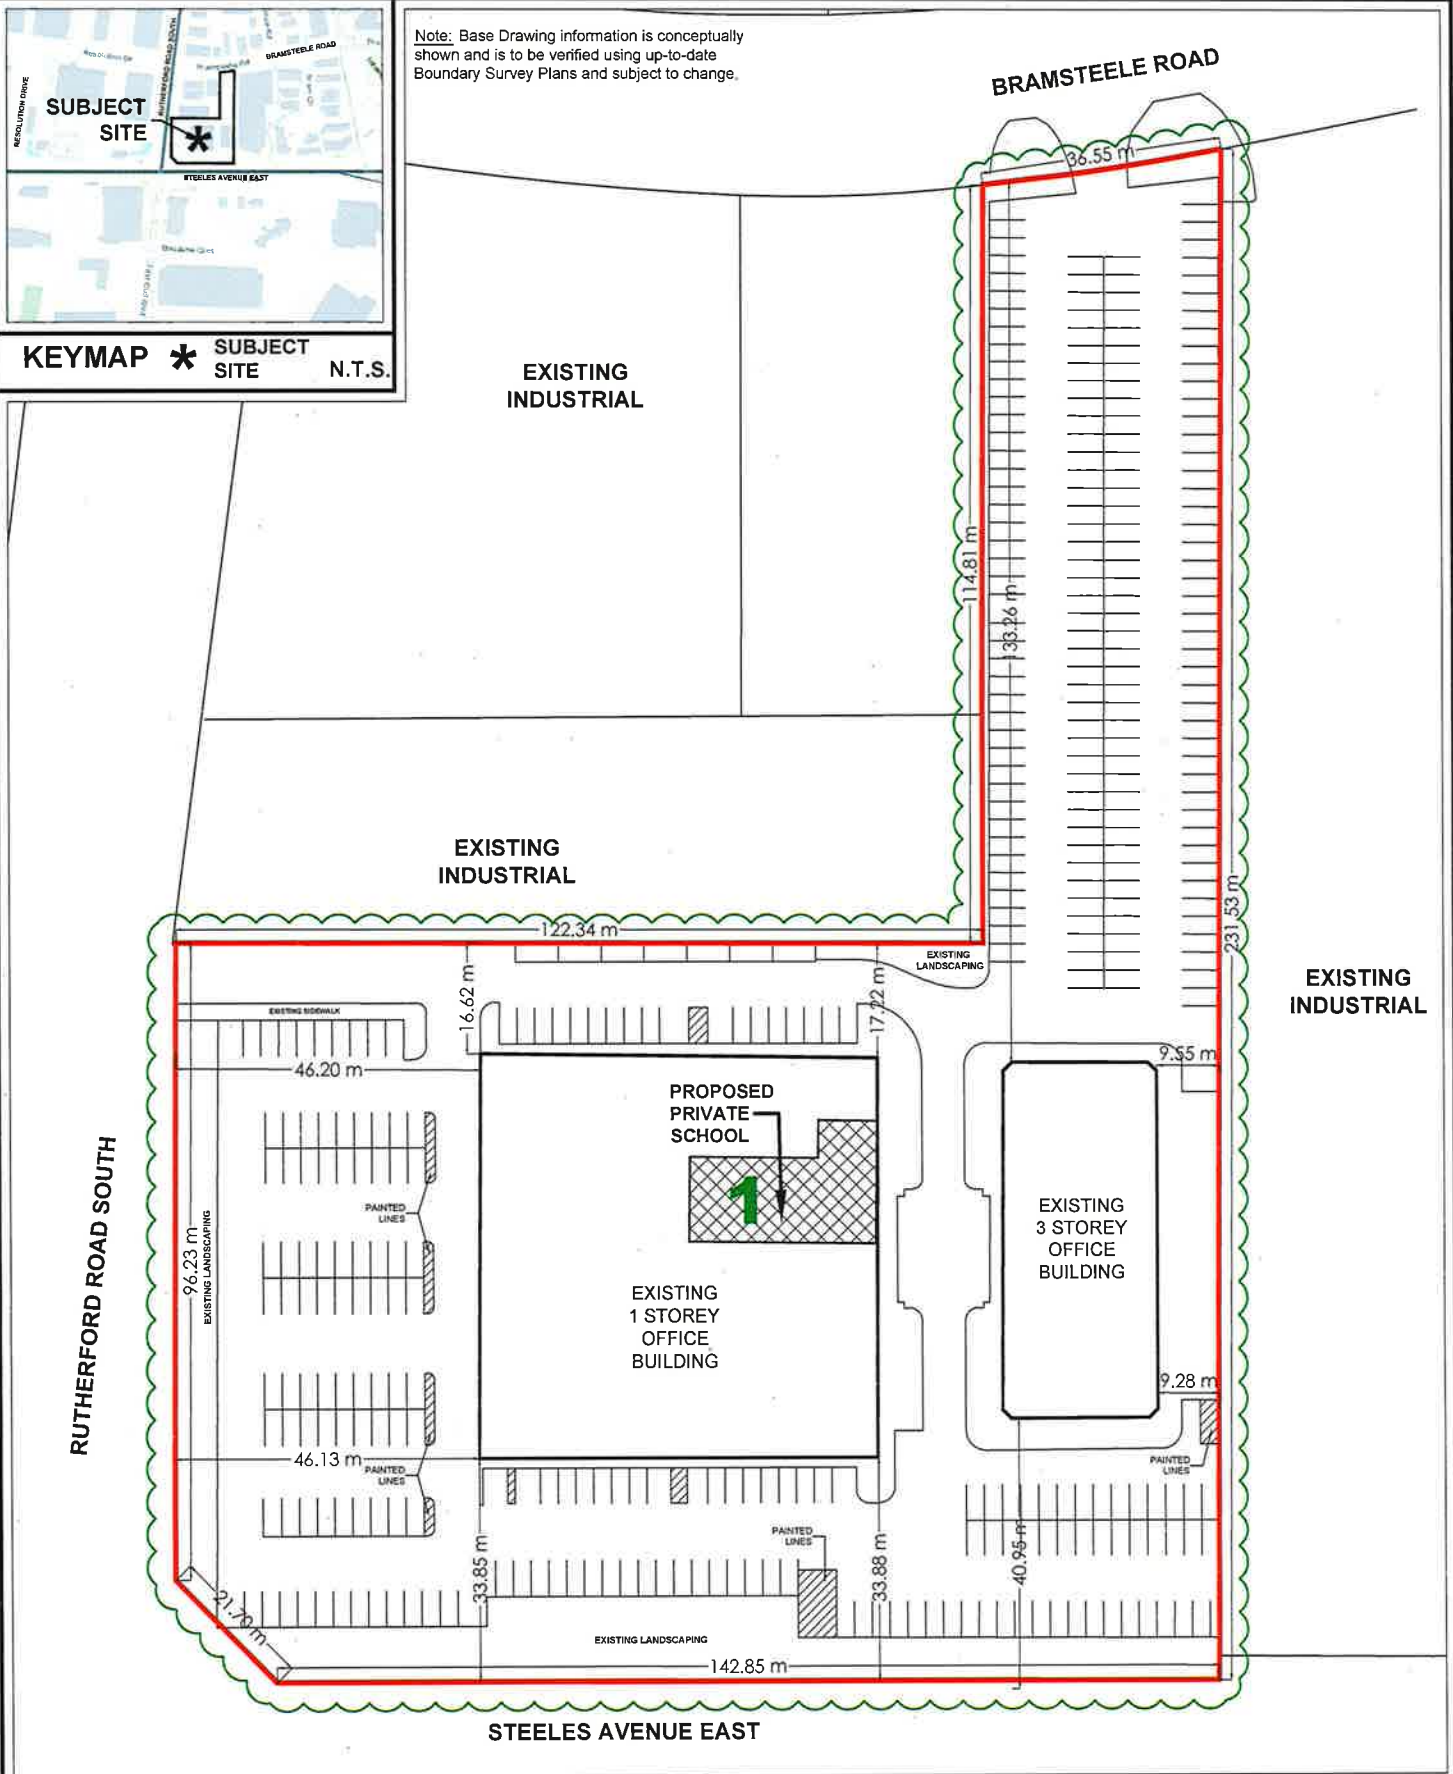 RESOLUTION DRIVE
RUTHERFORD ROAD SOUTH
BRAMSTEELE ROAD
SUBJECT
SITE
*
STEELES AVENUE EAST
KEYMAP * SUBJECT
SITE
N.T.S.
Note: Base Drawing information is conceptually
shown and is to be verified using up-to-date
Boundary Survey Plans and subject to change.
BRAMSTEELE ROAD
36.55 m
EXISTING
INDUSTRIAL
114.81 m
133.26 m
EXISTING
INDUSTRIAL
122.34 m
231.53 m
EXISTING
LANDSCAPING
EXISTING
INDUSTRIAL
16.62 m
17.22 m
EXISTING SIDEWALK
46.20 m
9.55 m
PROPOSED
PRIVATE
SCHOOL
1
RUTHERFORD ROAD SOUTH
96.23 m
EXISTING LANDSCAPING
PAINTED
LINES
EXISTING
3 STOREY
OFFICE
BUILDING
EXISTING
1 STOREY
OFFICE
BUILDING
9.28 m
46.13 m
PAINTED
LINES
PAINTED
LINES
PAINTED
LINES
33.85 m
33.88 m
40.95 m
21.70 m
EXISTING LANDSCAPING
142.85 m
STEELES AVENUE EAST